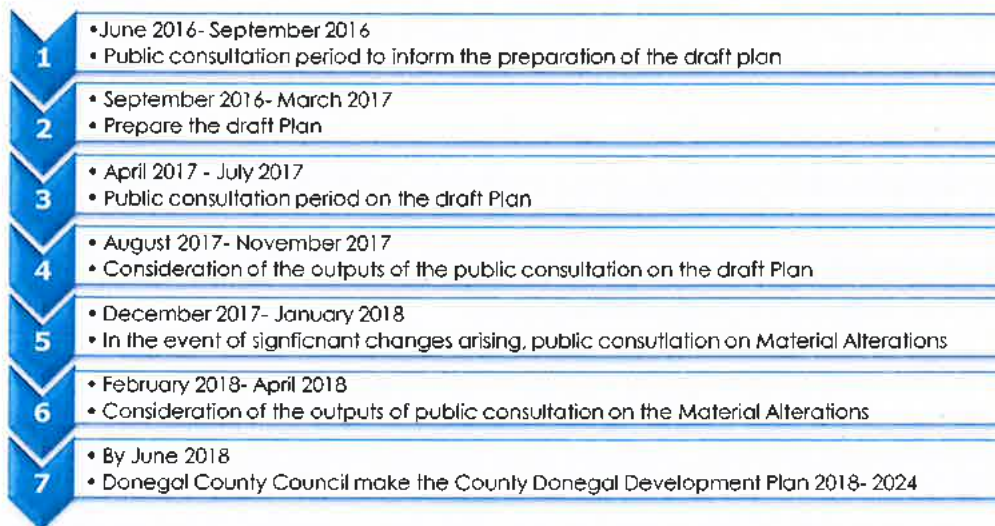 1
•June 2016- September 2016
• Public consultation period to inform the preparation of the draft plan
2
• September 2016- March 2017
• Prepare the draft Plan
3
• April 2017 - July 2017
• Public consultation period on the draft Plan
4
• August 2017- November 2017
• Consideration of the outputs of the public consultation on the draft Plan
5
• December 2017- January 2018
• In the event of signficnant changes arising, public consutlation on Material Alterations
6
• February 2018- April 2018
• Consideration of the outputs of public consultation on the Material Alterations
7
• By June 2018
• Donegal County Council make the County Donegal Development Plan 2018- 2024